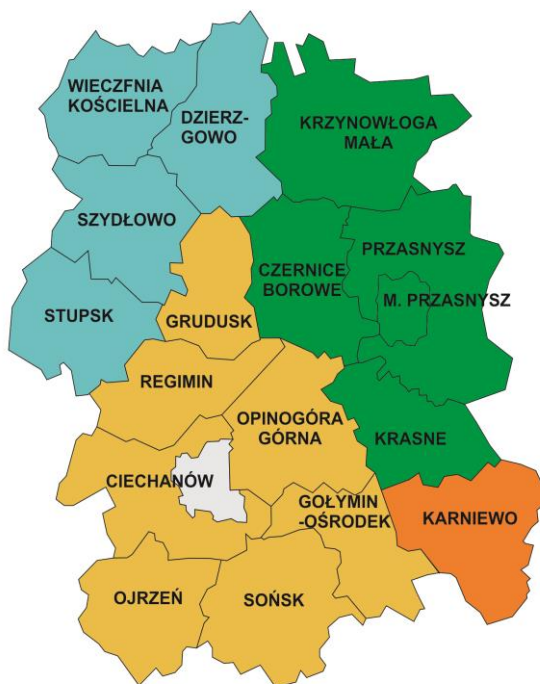 WIECZFNIA
KOŚCIELNA
DZIERZ-
GOWO
KRZYNOWŁOGA
MAŁA
SZYDŁOWO
PRZASNYSZ
CZERNICE
BOROWE
M. PRZASNYSZ
STUPSK
GRUDUSK
REGIMIN
OPINOGÓRA
GÓRNA
KRASNE
CIECHANÓW
GOŁYMIN
-OŚRODEK
KARNIEWO
OJRZEŃ
SOŃSK